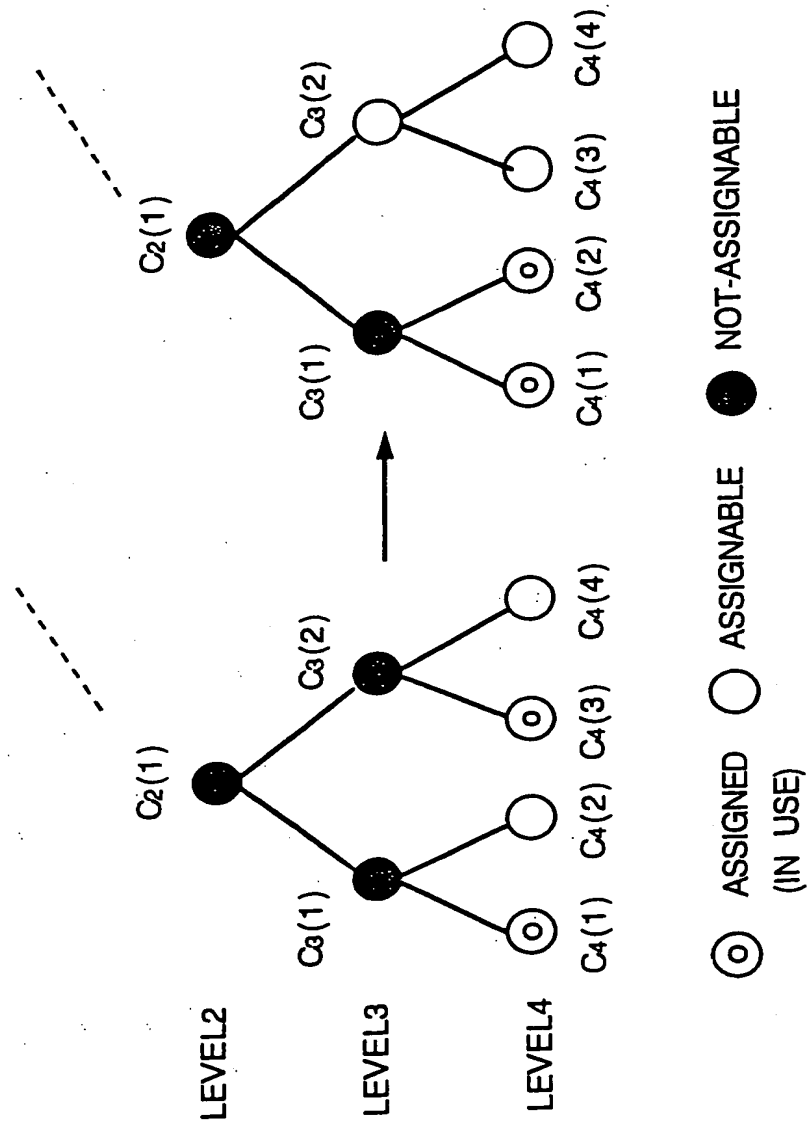 C2(1) C2(1)
LEVEL2
C3(1) C3(2) C3(1) C3(2)
LEVEL3
LEVEL4
C4(1) C4(2) C4(3) C4(4) C4(1) C4(2) C4(3) C4(4)
ASSIGNED ASSIGNABLE NOT-ASSIGNABLE
(IN USE)